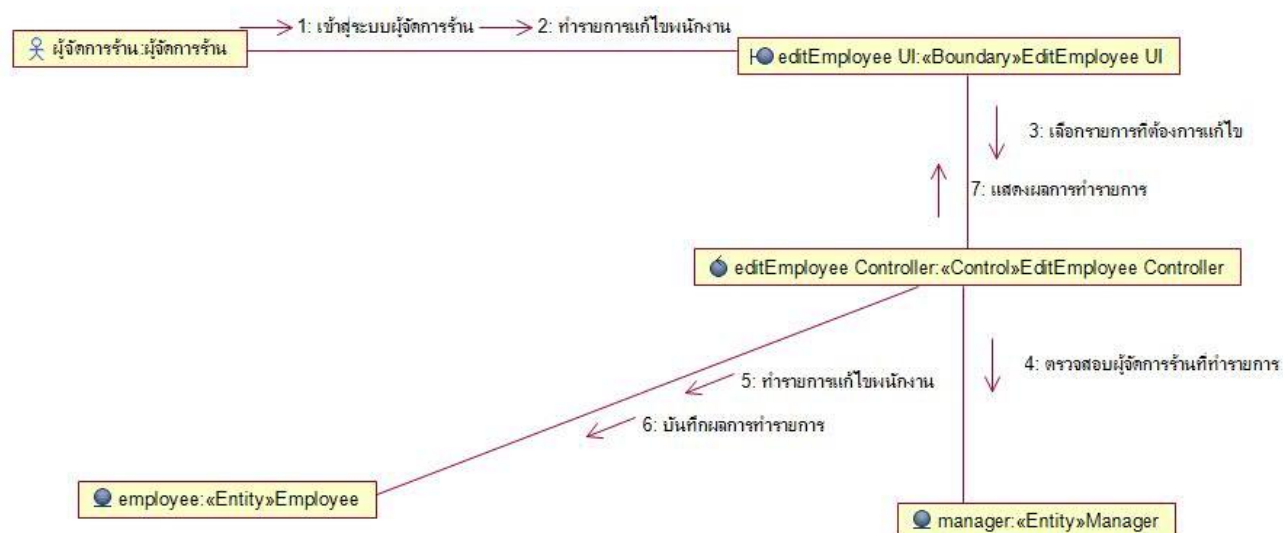 1: เข้าสู่ระบบผู้จัดการร้าน
2: ทำรายการแก้ไขพนักงาน
ผู้จัดการร้าน:ผู้จัดการร้าน
editEmployee UI:«Boundary»EditEmployee UI
3: เลือกรายการที่ต้องการแก้ไข
7: แสดงผลการทำรายการ
editEmployee Controller:«Control»EditEmployee Controller
4: ตรวจสอบผู้จัดการร้านที่ทำรายการ
5: ทำรายการแก้ไขพนักงาน
6: บันทึกผลการทำรายการ
employee:«Entity»Employee
manager:«Entity»Manager